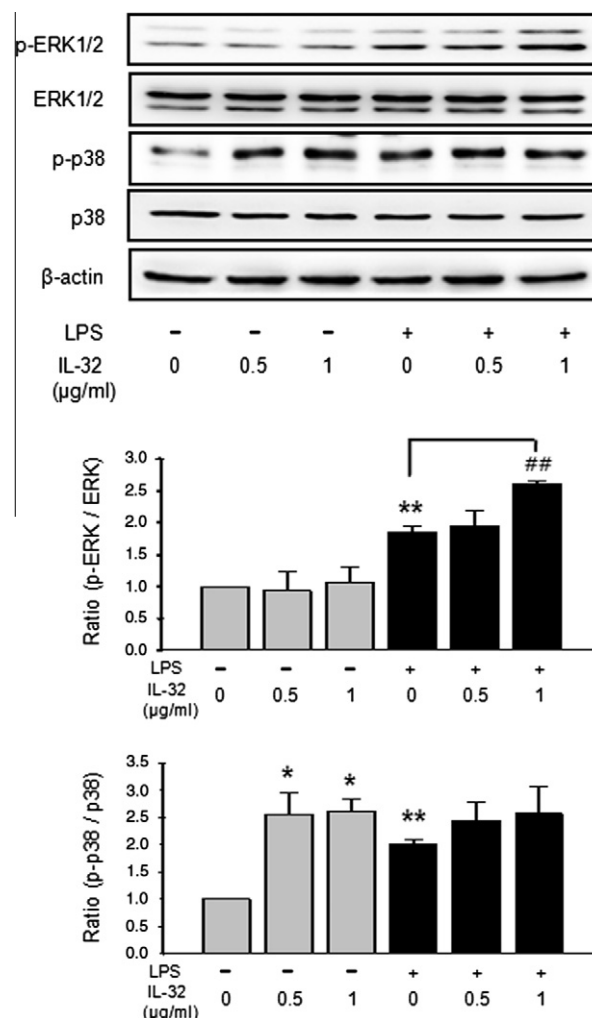 p-ERK1/2
ERK1/2
p-p38
p38
β-actin
LPS – – – + + +
IL-32 0 0.5 1 0 0.5 1
(μg/ml)
Ratio (p-ERK / ERK)
3.0
2.5
2.0
1.5
1.0
0.5
0.0
** ##
LPS – – – + + +
IL-32 0 0.5 1 0 0.5 1
(μg/ml)
Ratio (p-p38 / p38)
3.5
3.0
2.5
2.0
1.5
1.0
0.5
0.0
* * **
LPS – – – + + +
IL-32 0 0.5 1 0 0.5 1
(μg/ml)